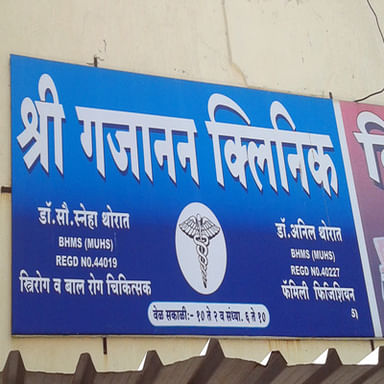 श्री गजानन क्लिनिक
डॉ.सौ.स्नेहा थोरात
BHMS (MUHS)
REGD NO.44019
स्त्रिरोग व बाल रोग चिकित्सक
डॉ.अनिल थोरात
BHMS (MUHS)
REGD NO.40227
फॅमिली फिजिशियन
वेळ सकाळी:- १० ते २ व संध्या. ६ ते १०